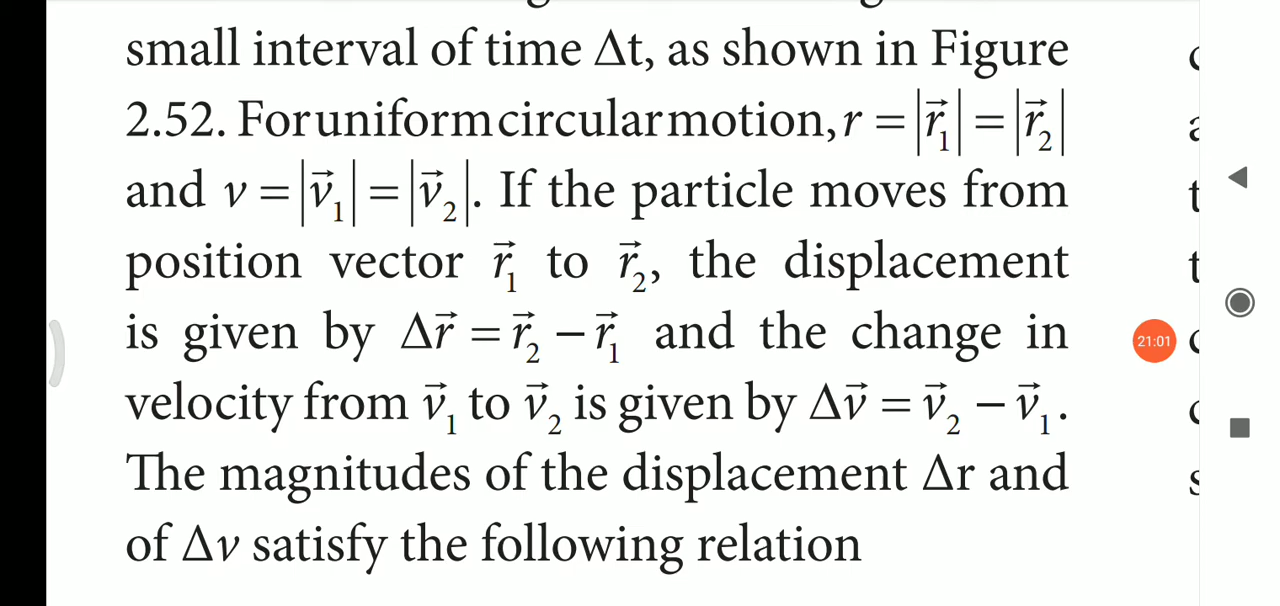 small interval of time Δt, as shown in Figure
2.52. For uniform circular motion, r = |r⃗₁| = |r⃗₂|
and v = |v⃗₁| = |v⃗₂|. If the particle moves from
position vector r⃗₁ to r⃗₂, the displacement
is given by Δr⃗ = r⃗₂ − r⃗₁ and the change in
velocity from v⃗₁ to v⃗₂ is given by Δv⃗ = v⃗₂ − v⃗₁.
The magnitudes of the displacement Δr and
of Δv satisfy the following relation
21:01